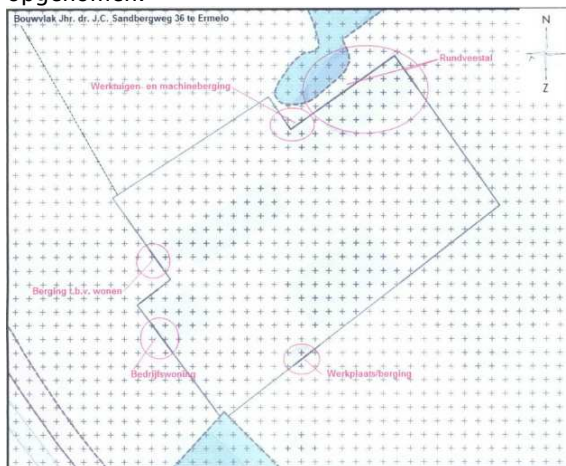 opgenomen.
Bouwvlak Jhr. dr. J.C. Sandbergweg 36 te Ermelo
N
Rundveestal
Werktuigen- en machineberging
Z
Berging t.b.v. wonen
Bedrijfswoning
Werkplaats/berging